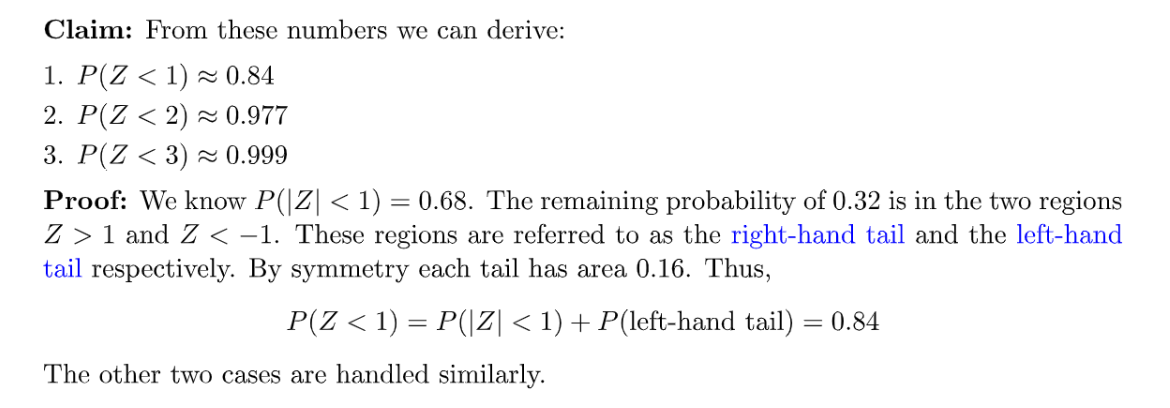 Claim: From these numbers we can derive:
1. P(Z < 1) ≈ 0.84
2. P(Z < 2) ≈ 0.977
3. P(Z < 3) ≈ 0.999
Proof: We know P(|Z| < 1) = 0.68. The remaining probability of 0.32 is in the two regions
Z > 1 and Z < −1. These regions are referred to as the right-hand tail and the left-hand
tail respectively. By symmetry each tail has area 0.16. Thus,
P(Z < 1) = P(|Z| < 1) + P(left-hand tail) = 0.84
The other two cases are handled similarly.